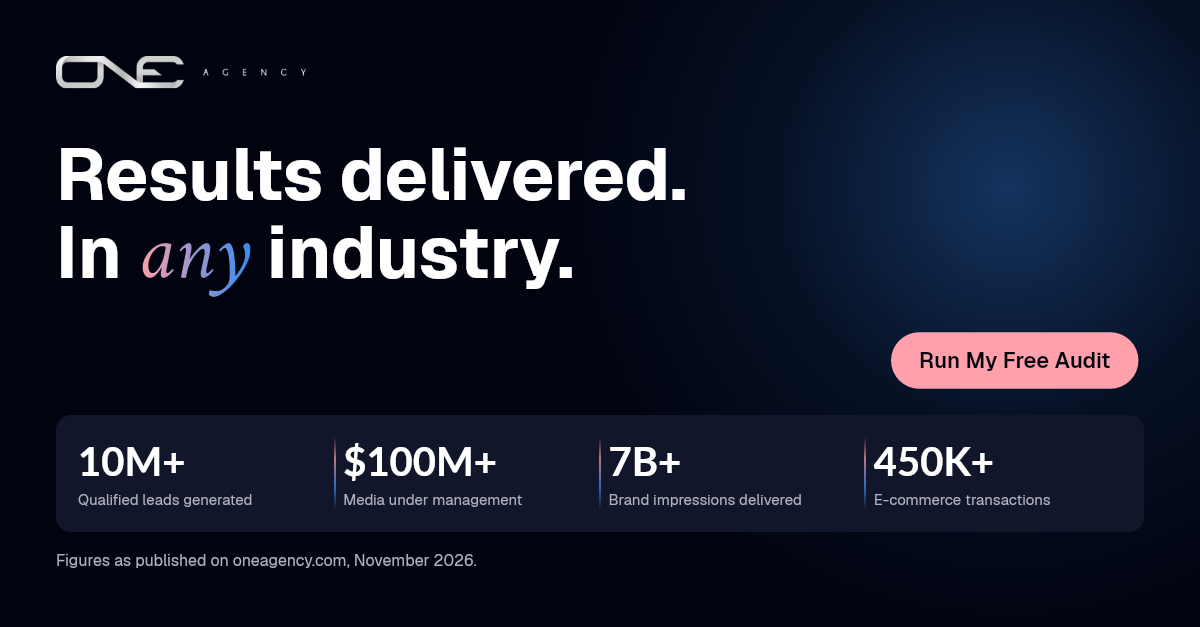 ONE AGENCY
Results delivered.
In any industry.
Run My Free Audit
10M+
Qualified leads generated
$100M+
Media under management
7B+
Brand impressions delivered
450K+
E-commerce transactions
Figures as published on oneagency.com, November 2026.